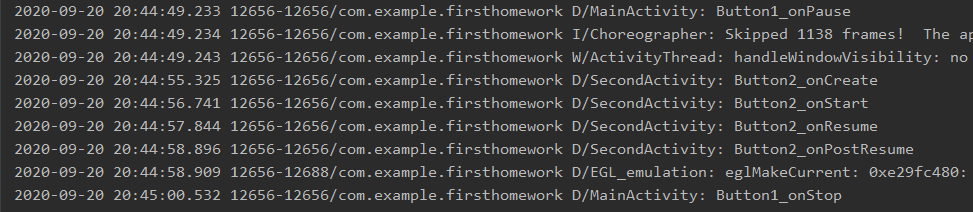 2020-09-20 20:44:49.233 12656-12656/com.example.firsthomework D/MainActivity: Button1_onPause
2020-09-20 20:44:49.234 12656-12656/com.example.firsthomework I/Choreographer: Skipped 1138 frames!  The ap
2020-09-20 20:44:49.243 12656-12656/com.example.firsthomework W/ActivityThread: handleWindowVisibility: no
2020-09-20 20:44:55.325 12656-12656/com.example.firsthomework D/SecondActivity: Button2_onCreate
2020-09-20 20:44:56.741 12656-12656/com.example.firsthomework D/SecondActivity: Button2_onStart
2020-09-20 20:44:57.844 12656-12656/com.example.firsthomework D/SecondActivity: Button2_onResume
2020-09-20 20:44:58.896 12656-12656/com.example.firsthomework D/SecondActivity: Button2_onPostResume
2020-09-20 20:44:58.909 12656-12688/com.example.firsthomework D/EGL_emulation: eglMakeCurrent: 0xe29fc480:
2020-09-20 20:45:00.532 12656-12656/com.example.firsthomework D/MainActivity: Button1_onStop